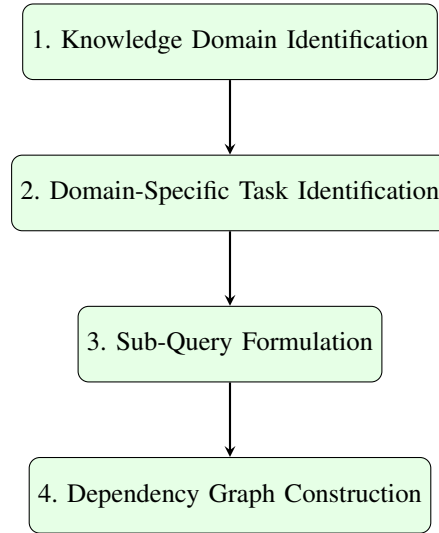 1. Knowledge Domain Identification
2. Domain-Specific Task Identification
3. Sub-Query Formulation
4. Dependency Graph Construction